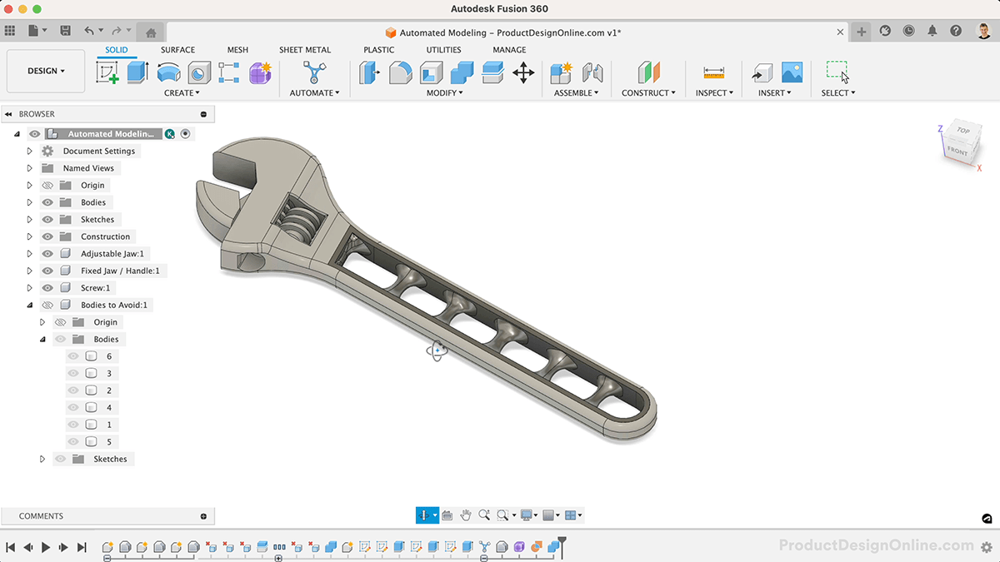 Autodesk Fusion 360
Automated Modeling - ProductDesignOnline.com v1*
DESIGN
SOLID SURFACE MESH SHEET METAL PLASTIC UTILITIES MANAGE
CREATE AUTOMATE MODIFY ASSEMBLE CONSTRUCT INSPECT INSERT SELECT
BROWSER
Automated Modelin... K
Document Settings
Named Views
Origin
Bodies
Sketches
Construction
Adjustable Jaw:1
Fixed Jaw / Handle:1
Screw:1
Bodies to Avoid:1
Origin
Bodies
6
3
2
4
1
5
Sketches
Z
TOP
FRONT
X
COMMENTS
ProductDesignOnline.com